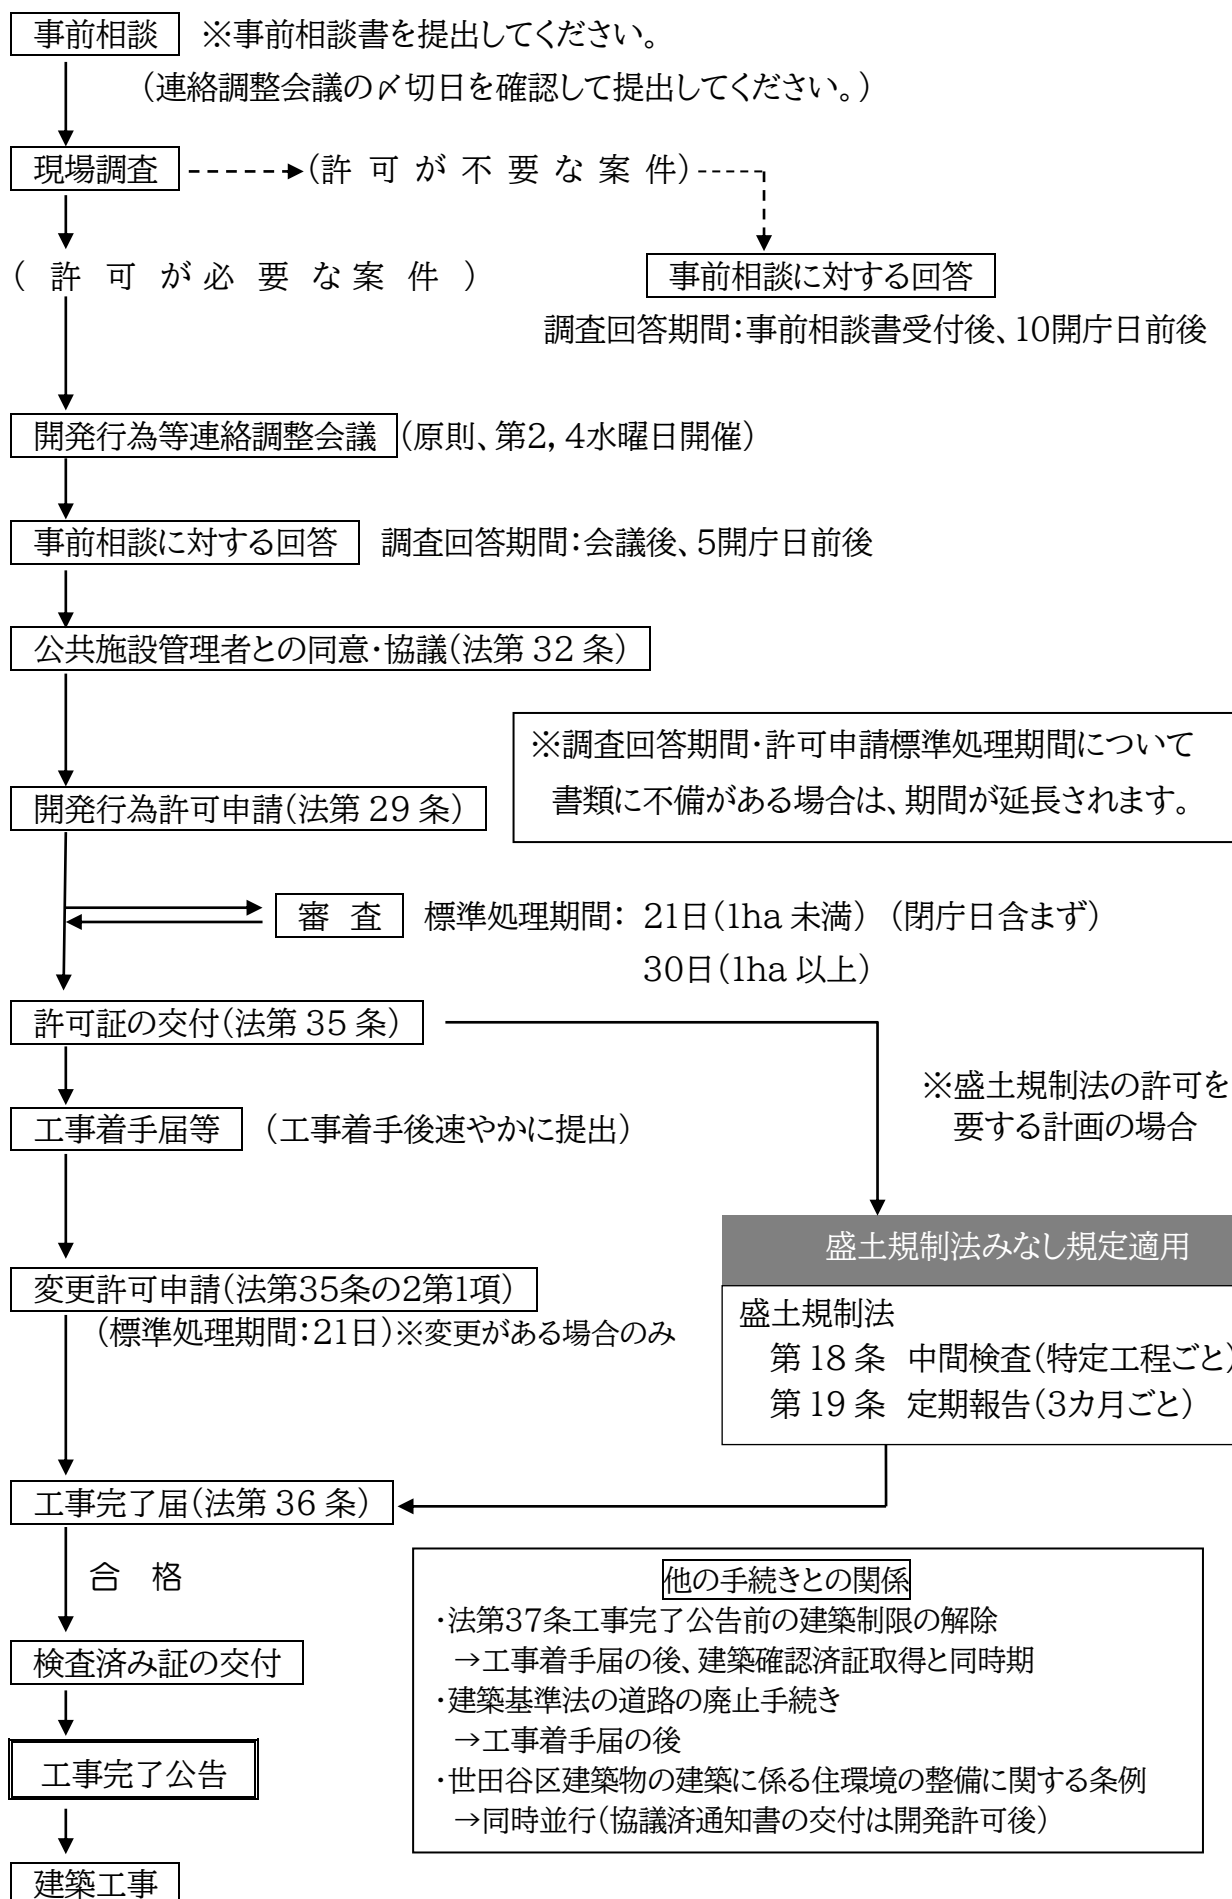 事前相談 ※事前相談書を提出してください。
(連絡調整会議の〆切日を確認して提出してください。)
現場調査 (許可が不要な案件)
(許可が必要な案件)
事前相談に対する回答
調査回答期間:事前相談書受付後、10開庁日前後
開発行為等連絡調整会議 (原則、第2,4水曜日開催)
事前相談に対する回答 調査回答期間:会議後、5開庁日前後
公共施設管理者との同意・協議(法第 32 条)
※調査回答期間・許可申請標準処理期間について
書類に不備がある場合は、期間が延長されます。
開発行為許可申請(法第 29 条)
審 査 標準処理期間: 21日(1ha 未満) (閉庁日含まず)
30日(1ha 以上)
許可証の交付(法第 35 条)
※盛土規制法の許可を
要する計画の場合
工事着手届等 (工事着手後速やかに提出)
盛土規制法みなし規定適用
盛土規制法
第 18 条 中間検査(特定工程ごと)
第 19 条 定期報告(3カ月ごと)
変更許可申請(法第35条の2第1項)
(標準処理期間:21日)※変更がある場合のみ
工事完了届(法第 36 条)
合 格
検査済み証の交付
工事完了公告
建築工事
他の手続きとの関係
・法第37条工事完了公告前の建築制限の解除
→工事着手届の後、建築確認済証取得と同時期
・建築基準法の道路の廃止手続き
→工事着手届の後
・世田谷区建築物の建築に係る住環境の整備に関する条例
→同時並行(協議済通知書の交付は開発許可後)